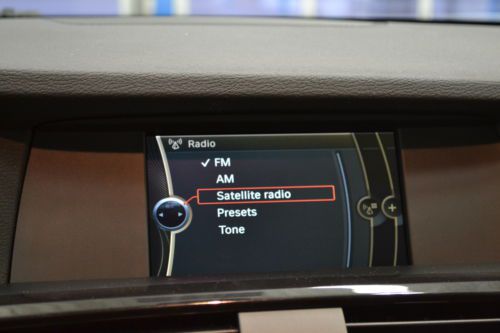 Radio
✓ FM
AM
Satellite radio
Presets
Tone